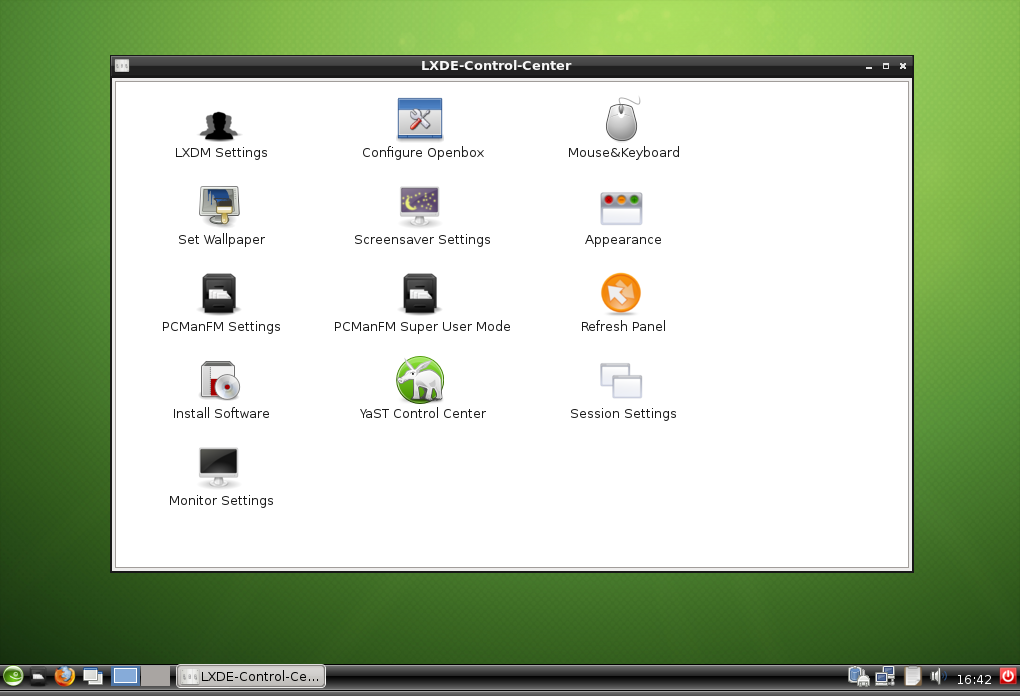 LXDE-Control-Center
LXDM Settings
Configure Openbox
Mouse&Keyboard
Set Wallpaper
Screensaver Settings
Appearance
PCManFM Settings
PCManFM Super User Mode
Refresh Panel
Install Software
YaST Control Center
Session Settings
Monitor Settings
LXDE-Control-Ce...
16:42